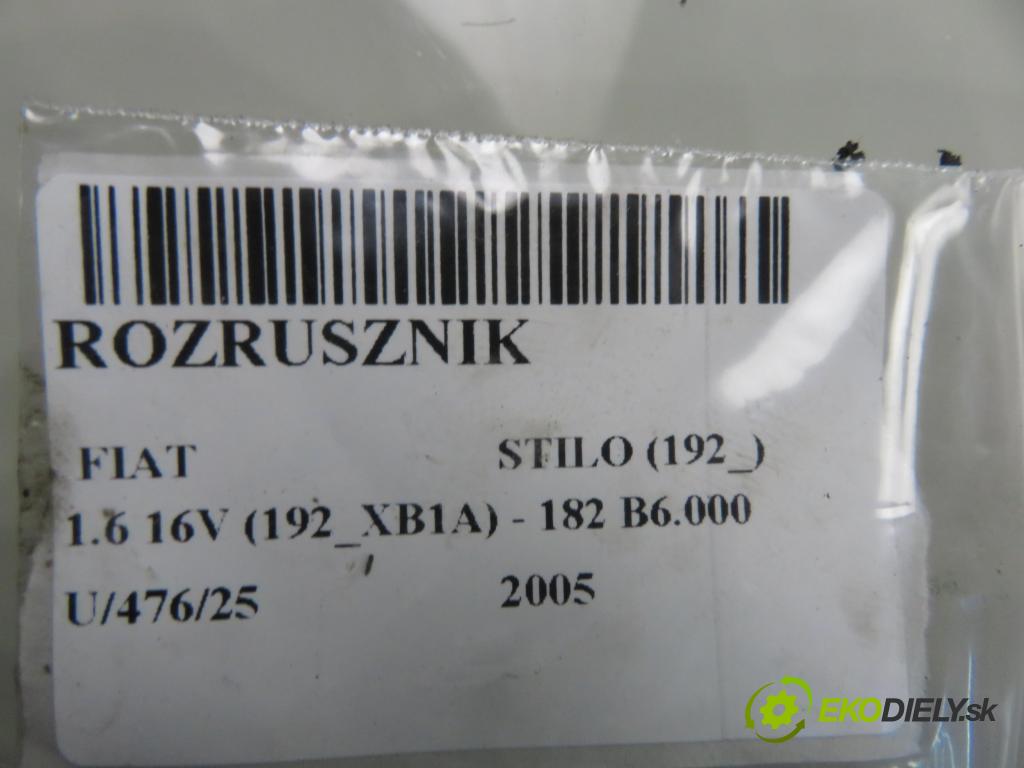 ROZRUSZNIK
FIAT STILO (192_)
1.6 16V (192_XB1A) - 182 B6.000
U/476/25 2005
EKODIELY.sk